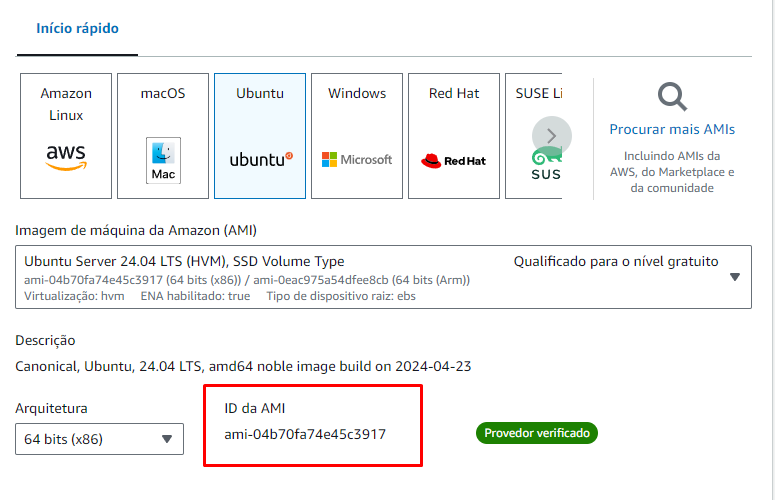 Início rápido
Amazon
Linux
aws
macOS
Mac
Ubuntu
ubuntu
Windows
Microsoft
Red Hat
Red Hat
SUSE Li
SUS
Procurar mais AMIs
Incluindo AMIs da
AWS, do Marketplace e
da comunidade
Imagem de máquina da Amazon (AMI)
Ubuntu Server 24.04 LTS (HVM), SSD Volume Type
Qualificado para o nível gratuito
ami-04b70fa74e45c3917 (64 bits (x86)) / ami-0eac975a54dfee8cb (64 bits (Arm))
Virtualização: hvm ENA habilitado: true Tipo de dispositivo raiz: ebs
Descrição
Canonical, Ubuntu, 24.04 LTS, amd64 noble image build on 2024-04-23
Arquitetura
64 bits (x86)
ID da AMI
ami-04b70fa74e45c3917
Provedor verificado